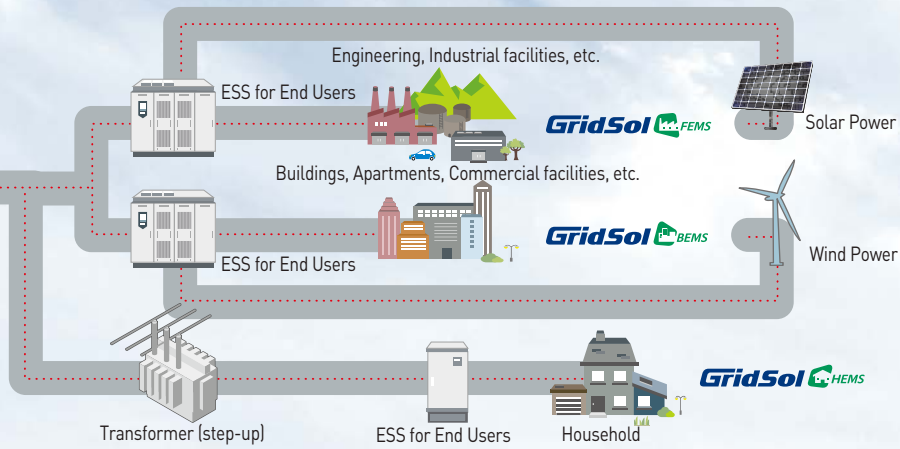 Engineering, Industrial facilities, etc.
ESS for End Users
GridSol FEMS
Solar Power
Buildings, Apartments, Commercial facilities, etc.
GridSol BEMS
ESS for End Users
Wind Power
GridSol HEMS
Transformer (step-up)
ESS for End Users
Household